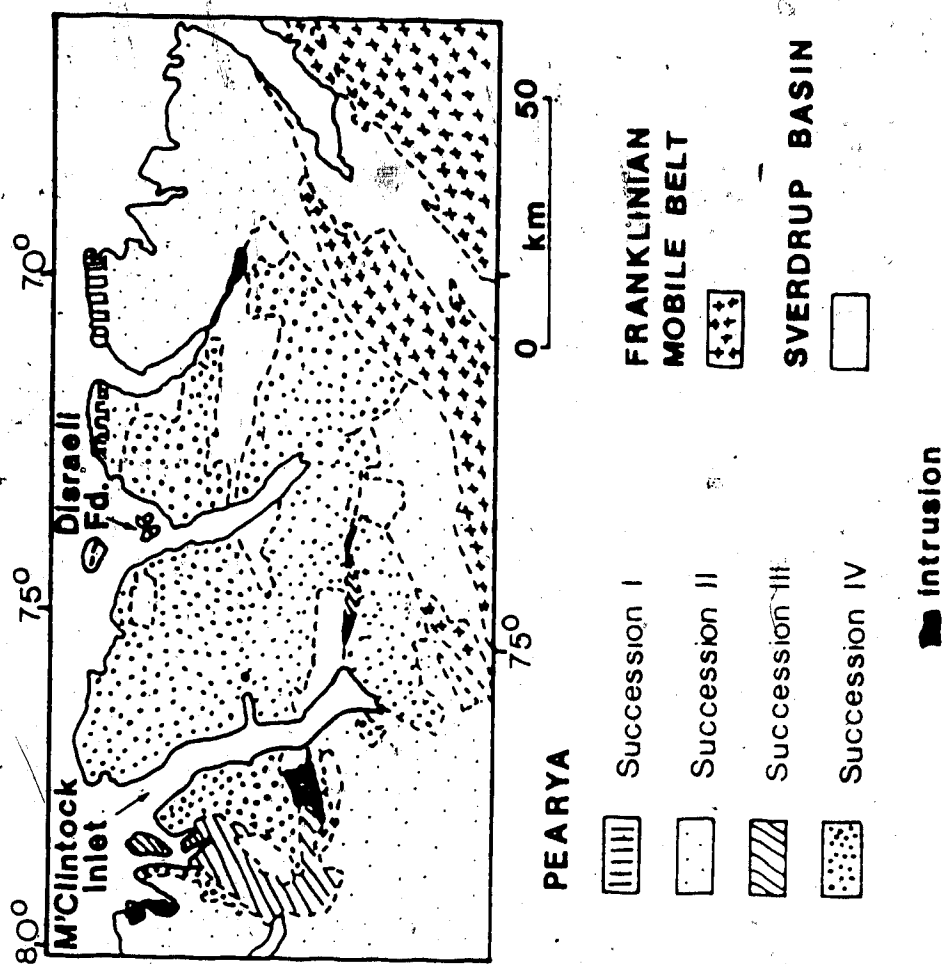 80°
75°
70°
M'Clintock
Inlet
Disraeli
Fd.
75°
0
50
km
PEARYA
Succession I
Succession II
Succession III
Succession IV
FRANKLINIAN
MOBILE BELT
SVERDRUP BASIN
Intrusion